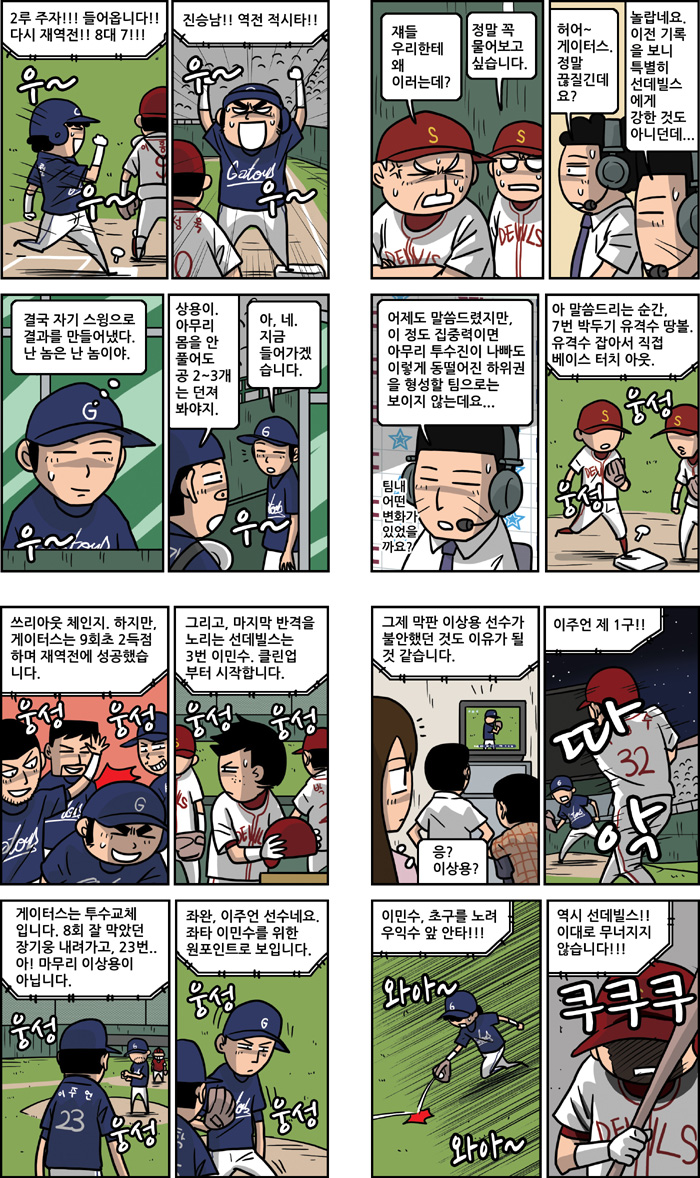 2루 주자!!! 들어옵니다!!
다시 재역전!! 8대 7!!!
우~
우~
진승남!! 역전 적시타!!
Gators
우~
쟤들
우리한테
왜
이러는데?
정말 꼭
물어보고
싶습니다.
S
S
DEVILS
DEVILS
허어~
게이터스.
정말
끈질긴데
요?
놀랍네요.
이전 기록
을 보니
특별히
선데빌스
에게
강한 것도
아니던데...
결국 자기 스윙으로
결과를 만들어냈다.
난 놈은 난 놈이야.
G
우~
상용이.
아무리
몸을 안
풀어도
공 2~3개
는 던져
봐야지.
아, 네.
지금
들어가겠
습니다.
G
우~
어제도 말씀드렸지만,
이 정도 집중력이면
아무리 투수진이 나빠도
이렇게 동떨어진 하위권
을 형성할 팀으로는
보이지 않는데요...
팀내
어떤
변화가
있었을
까요?
아 말씀드리는 순간,
7번 박두기 유격수 땅볼.
유격수 잡아서 직접
베이스 터치 아웃.
웅성
웅성
쓰리아웃 체인지. 하지만,
게이터스는 9회초 2득점
하며 재역전에 성공했습
니다.
웅성
웅성
G
그리고, 마지막 반격을
노리는 선데빌스는
3번 이민수. 클린업
부터 시작합니다.
웅성
웅성
DEVILS
그제 막판 이상용 선수가
불안했던 것도 이유가 될
것 같습니다.
응?
이상용?
이주언 제 1구!!
따
악
32
게이터스는 투수교체
입니다. 8회 잘 막았던
장기웅 내려가고, 23번..
아! 마무리 이상용이
아닙니다.
웅성
이주언
23
웅성
좌완, 이주언 선수네요.
좌타 이민수를 위한
원포인트로 보입니다.
웅성
G
웅성
이민수, 초구를 노려
우익수 앞 안타!!!
와아~
와아~
역시 선데빌스!!
이대로 무너지지
않습니다!!!
쿠쿠쿠
DEVILS